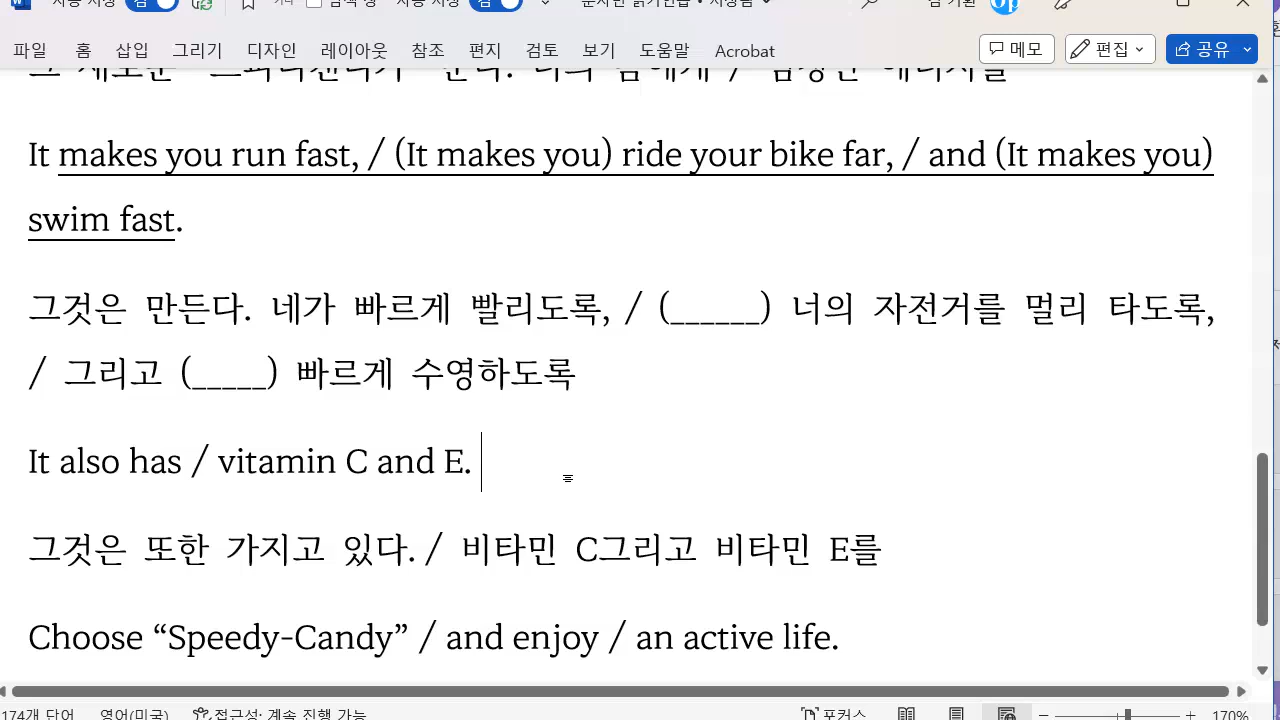 파일 홈 삽입 그리기 디자인 레이아웃 참조 편지 검토 보기 도움말 Acrobat 메모 편집 공유
It makes you run fast, / (It makes you) ride your bike far, / and (It makes you)
swim fast.
그것은 만든다. 네가 빠르게 빨리도록, / (______) 너의 자전거를 멀리 타도록,
/ 그리고 (_____) 빠르게 수영하도록
It also has / vitamin C and E.
그것은 또한 가지고 있다. / 비타민 C그리고 비타민 E를
Choose “Speedy-Candy” / and enjoy / an active life.
174개 단어 영어(미국) 접근성: 계속 진행 가능 포커스 170%